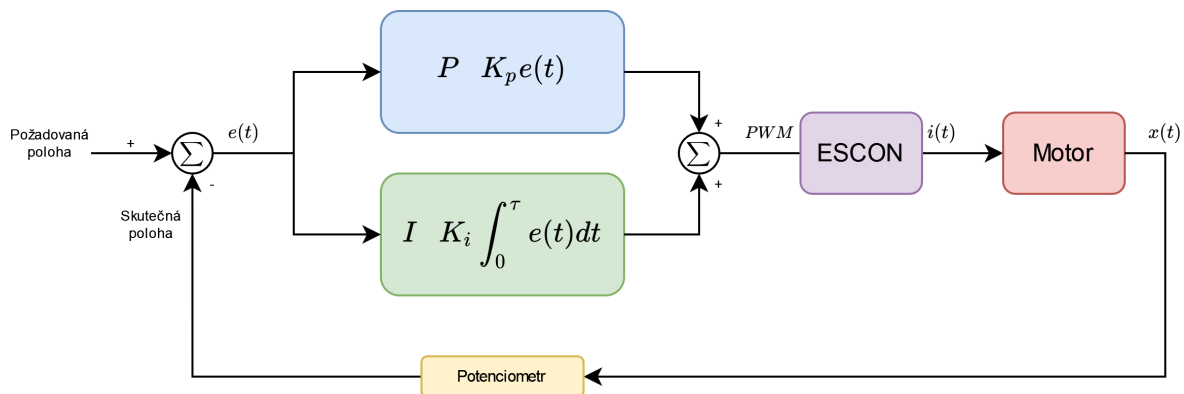 P K_p e(t)
Požadovaná
poloha
+
∑
-
e(t)
+
∑
+
PWM
ESCON
i(t)
Motor
x(t)
Skutečná
poloha
I K_i ∫_0^τ e(t)dt
Potenciometr